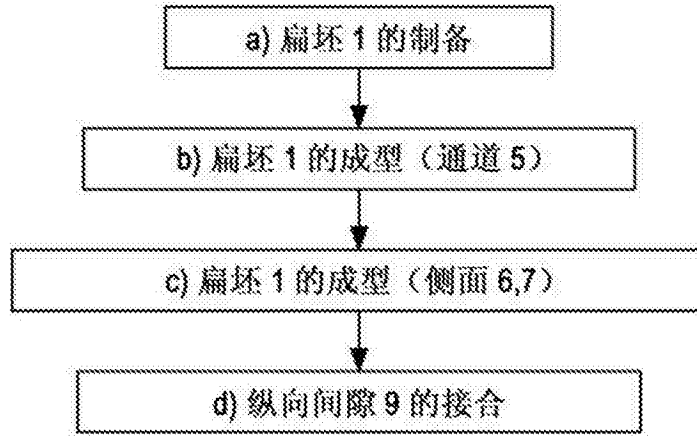 a) 扁坯 1 的制备
b) 扁坯 1 的成型（通道 5）
c) 扁坯 1 的成型（侧面 6,7）
d) 纵向间隙 9 的接合